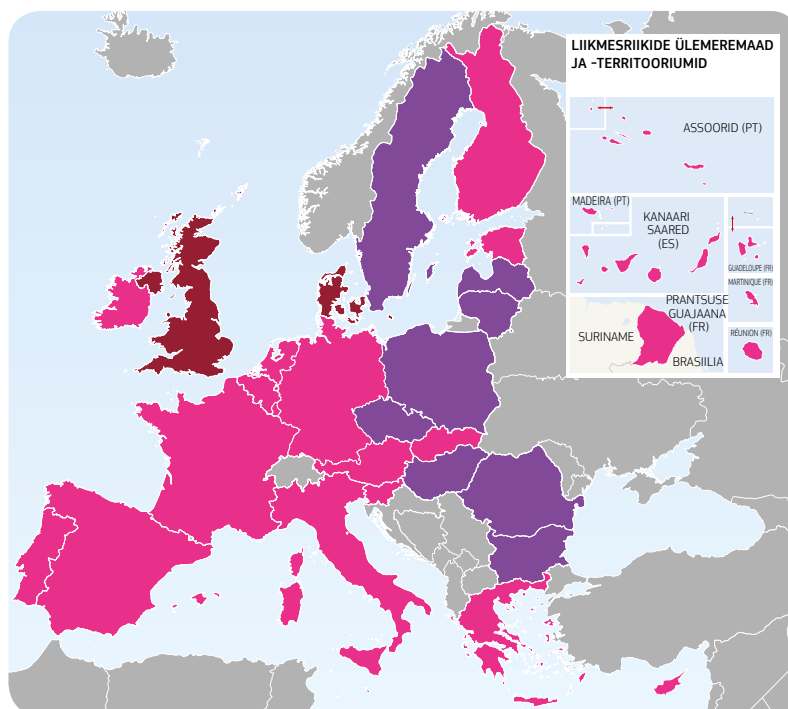 LIIKMESRIIKIDE ÜLEMEREMAAD
JA -TERRITOORIUMID
ASSOORID (PT)
MADEIRA (PT)
KANAARI
SAARED
(ES)
GUADELOUPE (FR)
MARTINIQUE (FR)
PRANTSUSE
GUAJAANA
(FR)
SURINAME
BRASIILIA
RÉUNION (FR)